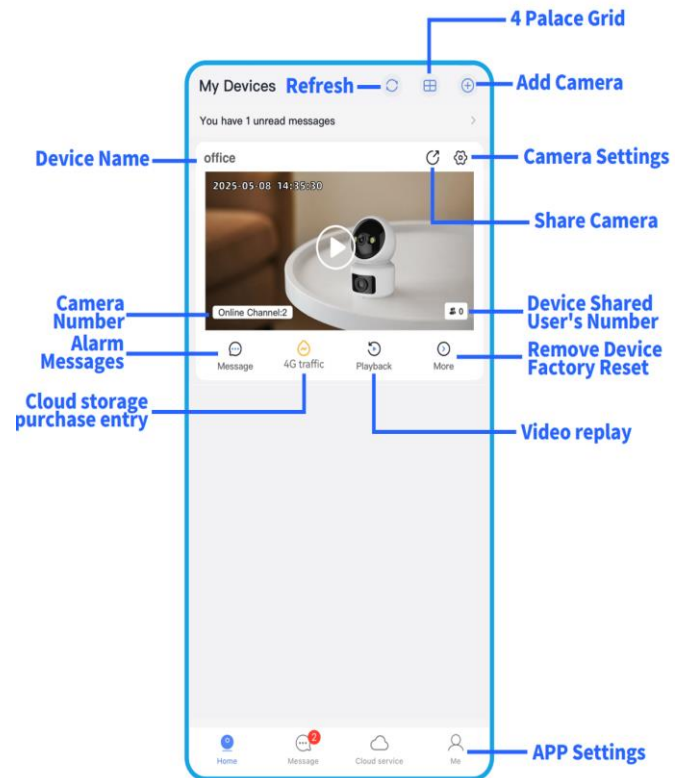 4 Palace Grid
My Devices
Refresh
Add Camera
You have 1 unread messages
Device Name
office
Camera Settings
2025-05-08 14:35:30
Share Camera
Camera
Number
Online Channel:2
0
Device Shared
User's Number
Alarm
Messages
Message
4G traffic
Playback
More
Remove Device
Factory Reset
Cloud storage
purchase entry
Video replay
2
Home
Message
Cloud service
Me
APP Settings